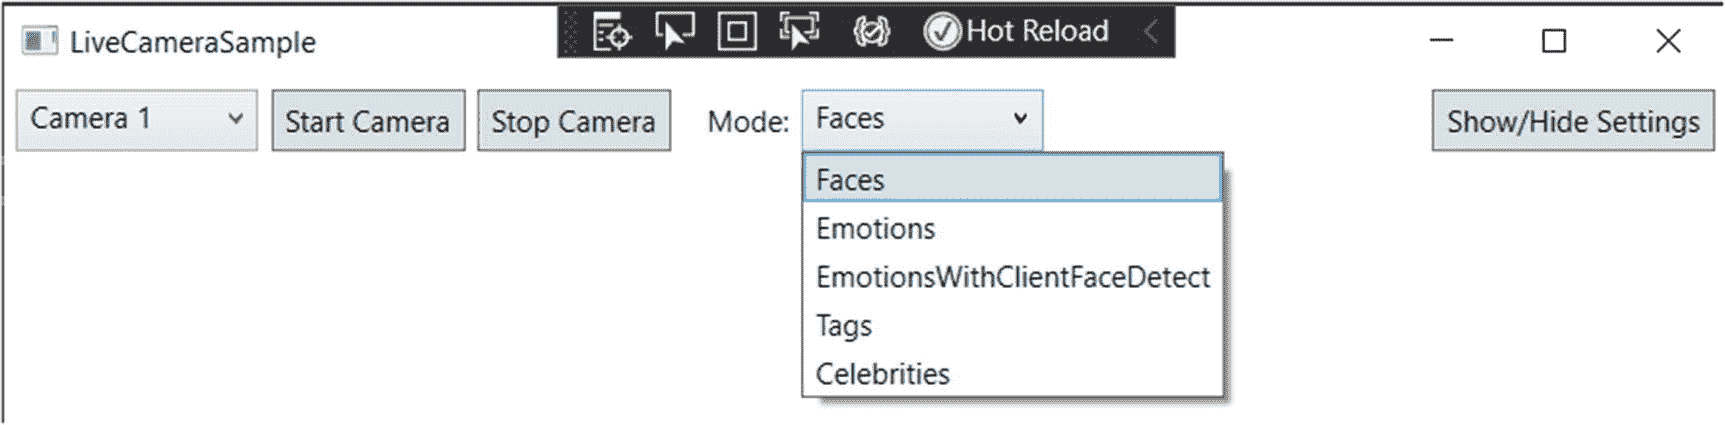 LiveCameraSample
Hot Reload
Camera 1 Start Camera Stop Camera Mode: Faces Show/Hide Settings
Faces
Emotions
EmotionsWithClientFaceDetect
Tags
Celebrities